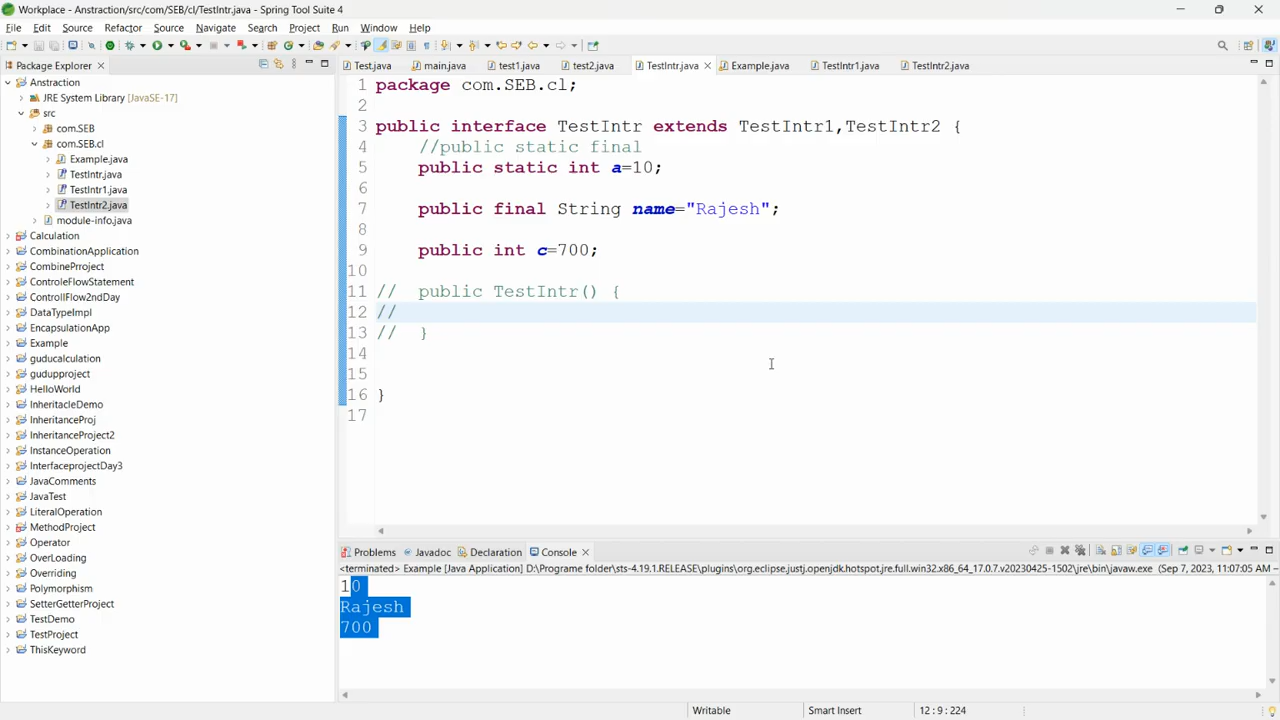 Workplace - Anstraction/src/com/SEB/cl/TestIntr.java - Spring Tool Suite 4
File Edit Source Refactor Source Navigate Search Project Run Window Help
Package Explorer
Test.java main.java test1.java test2.java TestIntr.java Example.java TestIntr1.java TestIntr2.java
Anstraction
JRE System Library [JavaSE-17]
src
com.SEB
com.SEB.cl
Example.java
TestIntr.java
TestIntr1.java
TestIntr2.java
module-info.java
Calculation
CombinationApplication
CombinePrroject
ControleFlowStatement
ControllFlow2ndDay
DataTypeImpl
EncapsulationApp
Example
guducalculation
gudupproject
HelloWorld
InheritacleDemo
InheritanceProj
InheritanceProject2
InstanceOperation
InterfaceprojectDay3
JavaComments
JavaTest
LiteralOperation
MethodProject
Operator
OverLoading
Overriding
Polymorphism
SetterGetterProject
TestDemo
TestProject
ThisKeyword
1 package com.SEB.cl;
2
3 public interface TestIntr extends TestIntr1,TestIntr2 {
4 //public static final
5 public static int a=10;
6
7 public final String name="Rajesh";
8
9 public int c=700;
10
11 // public TestIntr() {
12 //
13 // }
14
15
16 }
17
Problems Javadoc Declaration Console
<terminated> Example [Java Application] D:\Programe folder\sts-4.19.1.RELEASE\plugins\org.eclipse.justj.openjdk.hotspot.jre.full.win32.x86_64_17.0.7.v20230425-1502\jre\bin\javaw.exe (Sep 7, 2023, 11:07:05 AM –
10
Rajesh
700
Writable Smart Insert 12 : 9 : 224